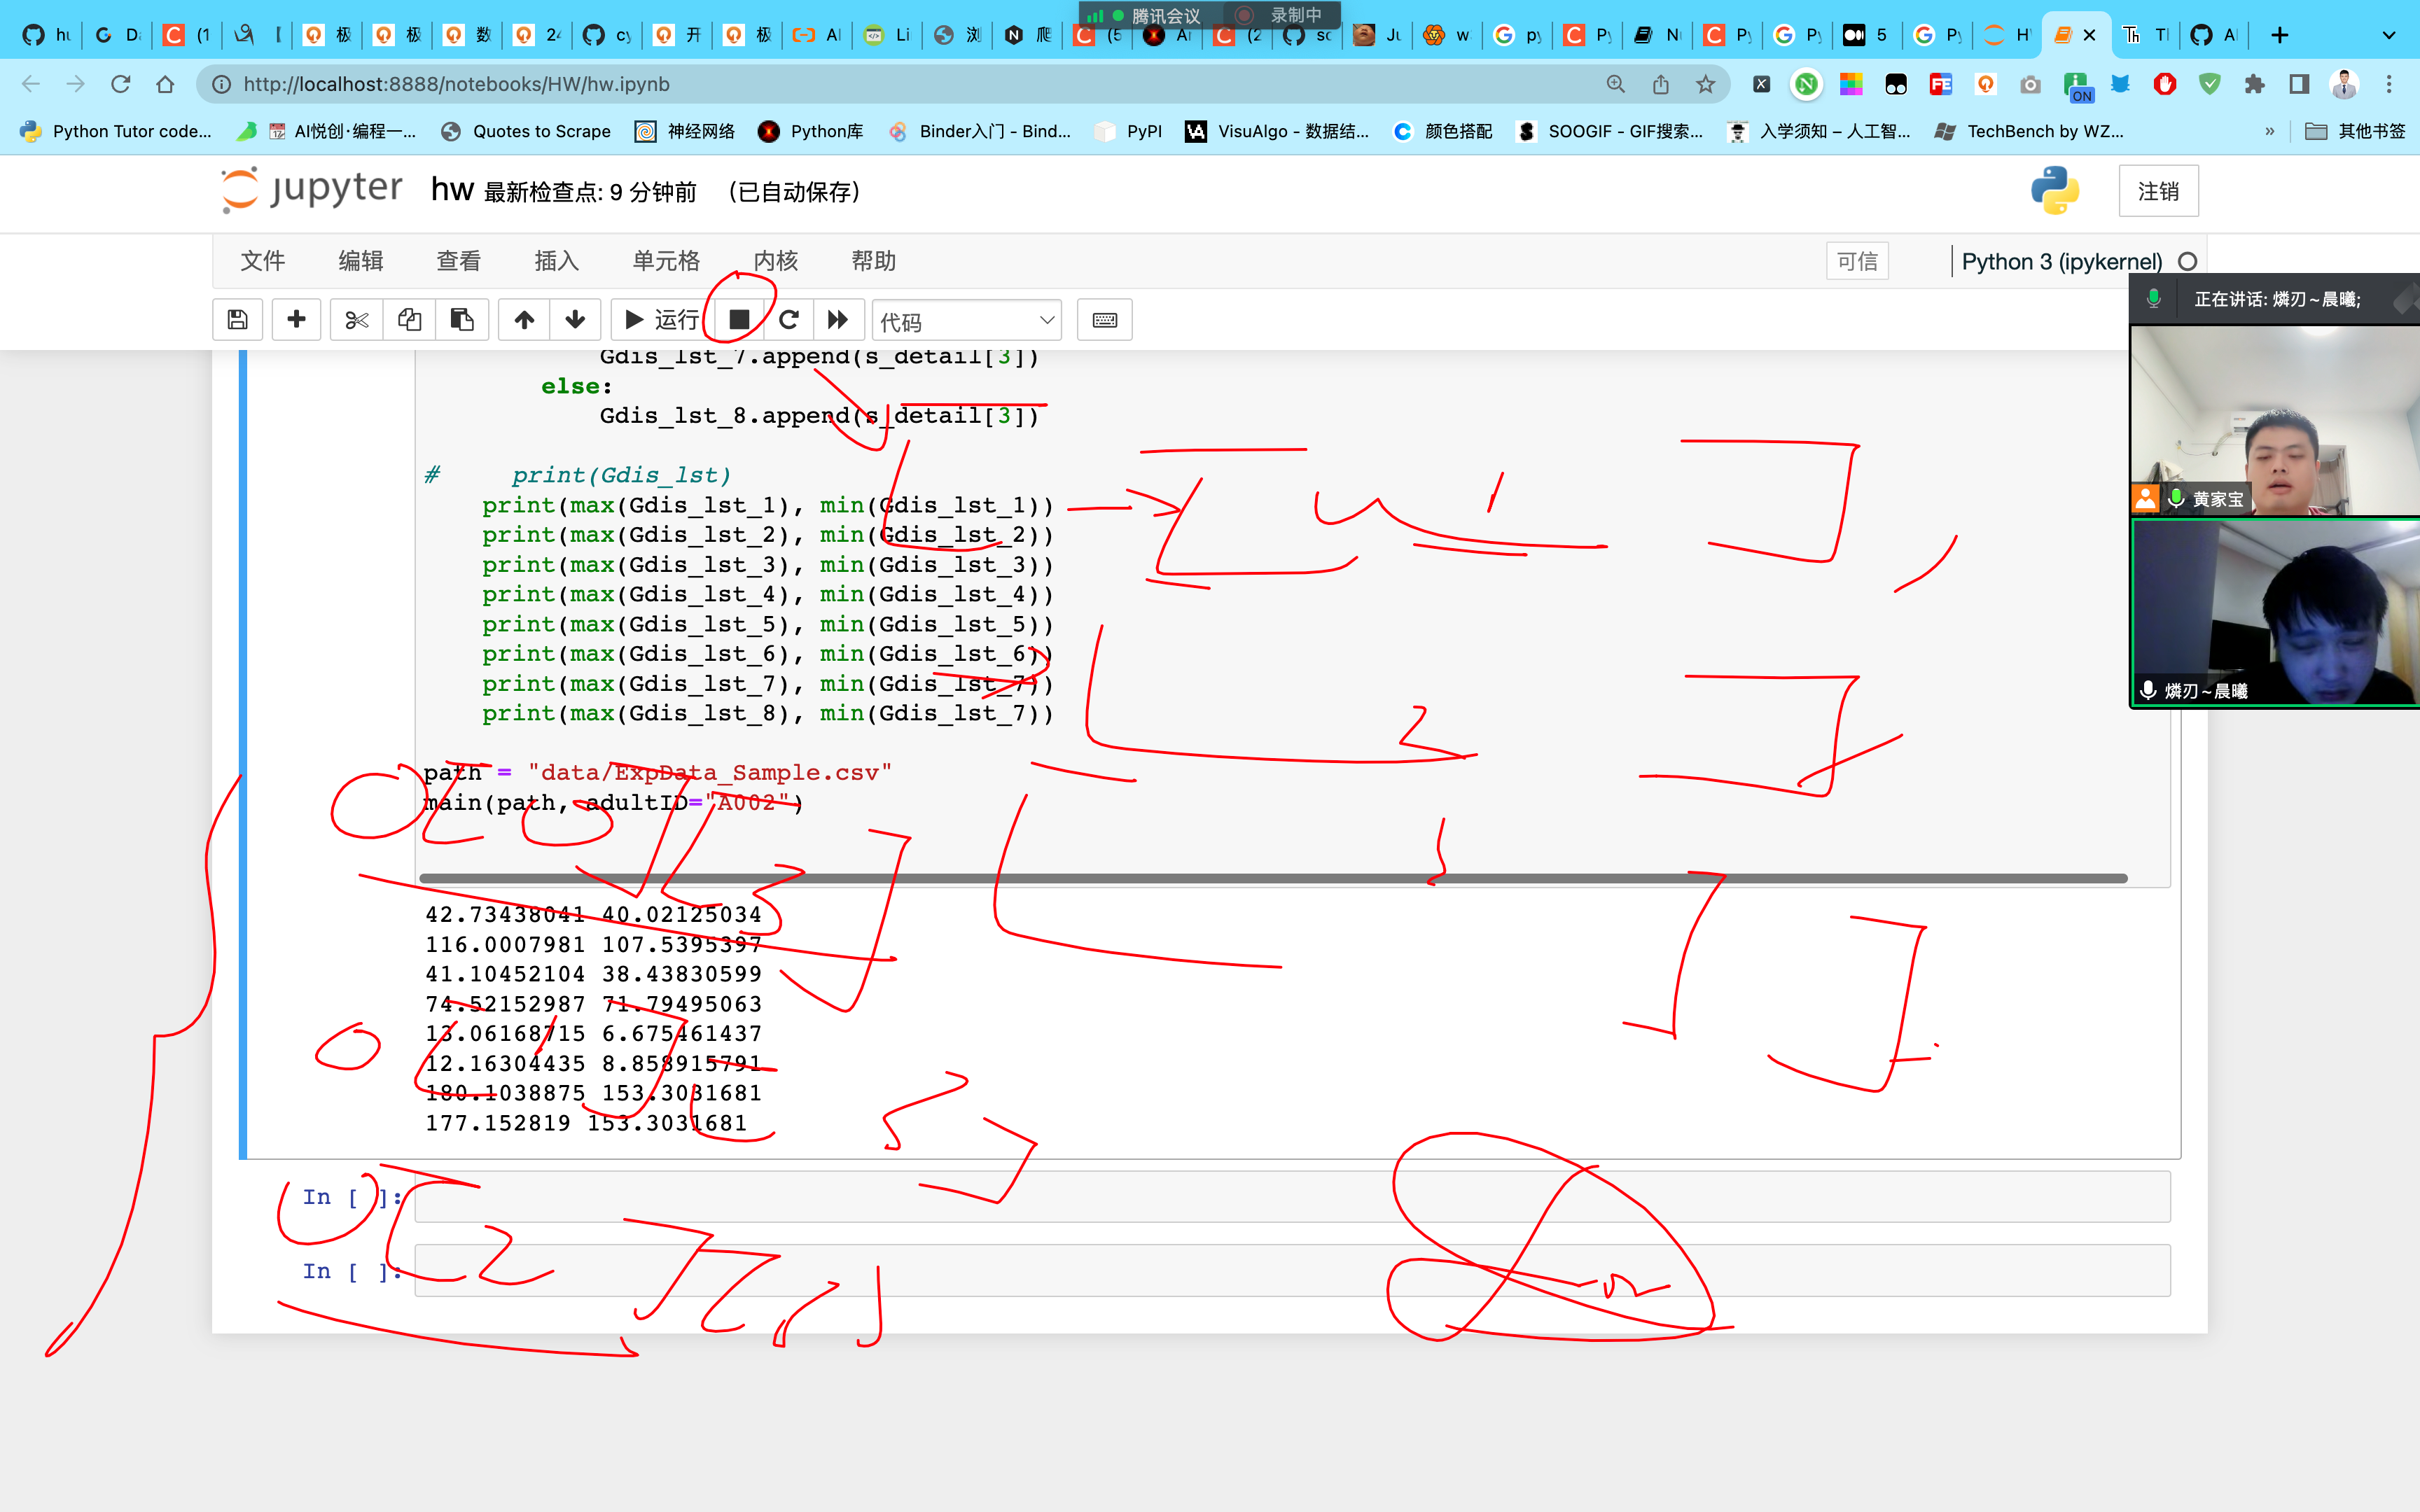 腾讯会议 录制中
http://localhost:8888/notebooks/HW/hw.ipynb
ON
Python Tutor code... AI悦创·编程一... Quotes to Scrape 神经网络 Python库 Binder入门 - Bind... PyPI VisuAlgo - 数据结... 颜色搭配 SOOGIF - GIF搜索... 入学须知 – 人工智... TechBench by WZ... » 其他书签
jupyter hw 最新检查点: 9 分钟前 (已自动保存) 注销
文件 编辑 查看 插入 单元格 内核 帮助 可信 Python 3 (ipykernel)
运行 代码
正在讲话: 燐刃~晨曦;
黄家宝
燐刃~晨曦
Gdis_lst_7.append(s_detail[3])
else:
Gdis_lst_8.append(s_detail[3])
# print(Gdis_lst)
print(max(Gdis_lst_1), min(Gdis_lst_1))
print(max(Gdis_lst_2), min(Gdis_lst_2))
print(max(Gdis_lst_3), min(Gdis_lst_3))
print(max(Gdis_lst_4), min(Gdis_lst_4))
print(max(Gdis_lst_5), min(Gdis_lst_5))
print(max(Gdis_lst_6), min(Gdis_lst_6))
print(max(Gdis_lst_7), min(Gdis_lst_7))
print(max(Gdis_lst_8), min(Gdis_lst_7))
path = "data/ExpData_Sample.csv"
main(path, adultID="A002")
42.73438041 40.02125034
116.0007981 107.5395397
41.10452104 38.43830599
74.52152987 71.79495063
13.06168715 6.675461437
12.16304435 8.858915791
180.1038875 153.3031681
177.152819 153.3031681
In [ ]:
In [ ]: